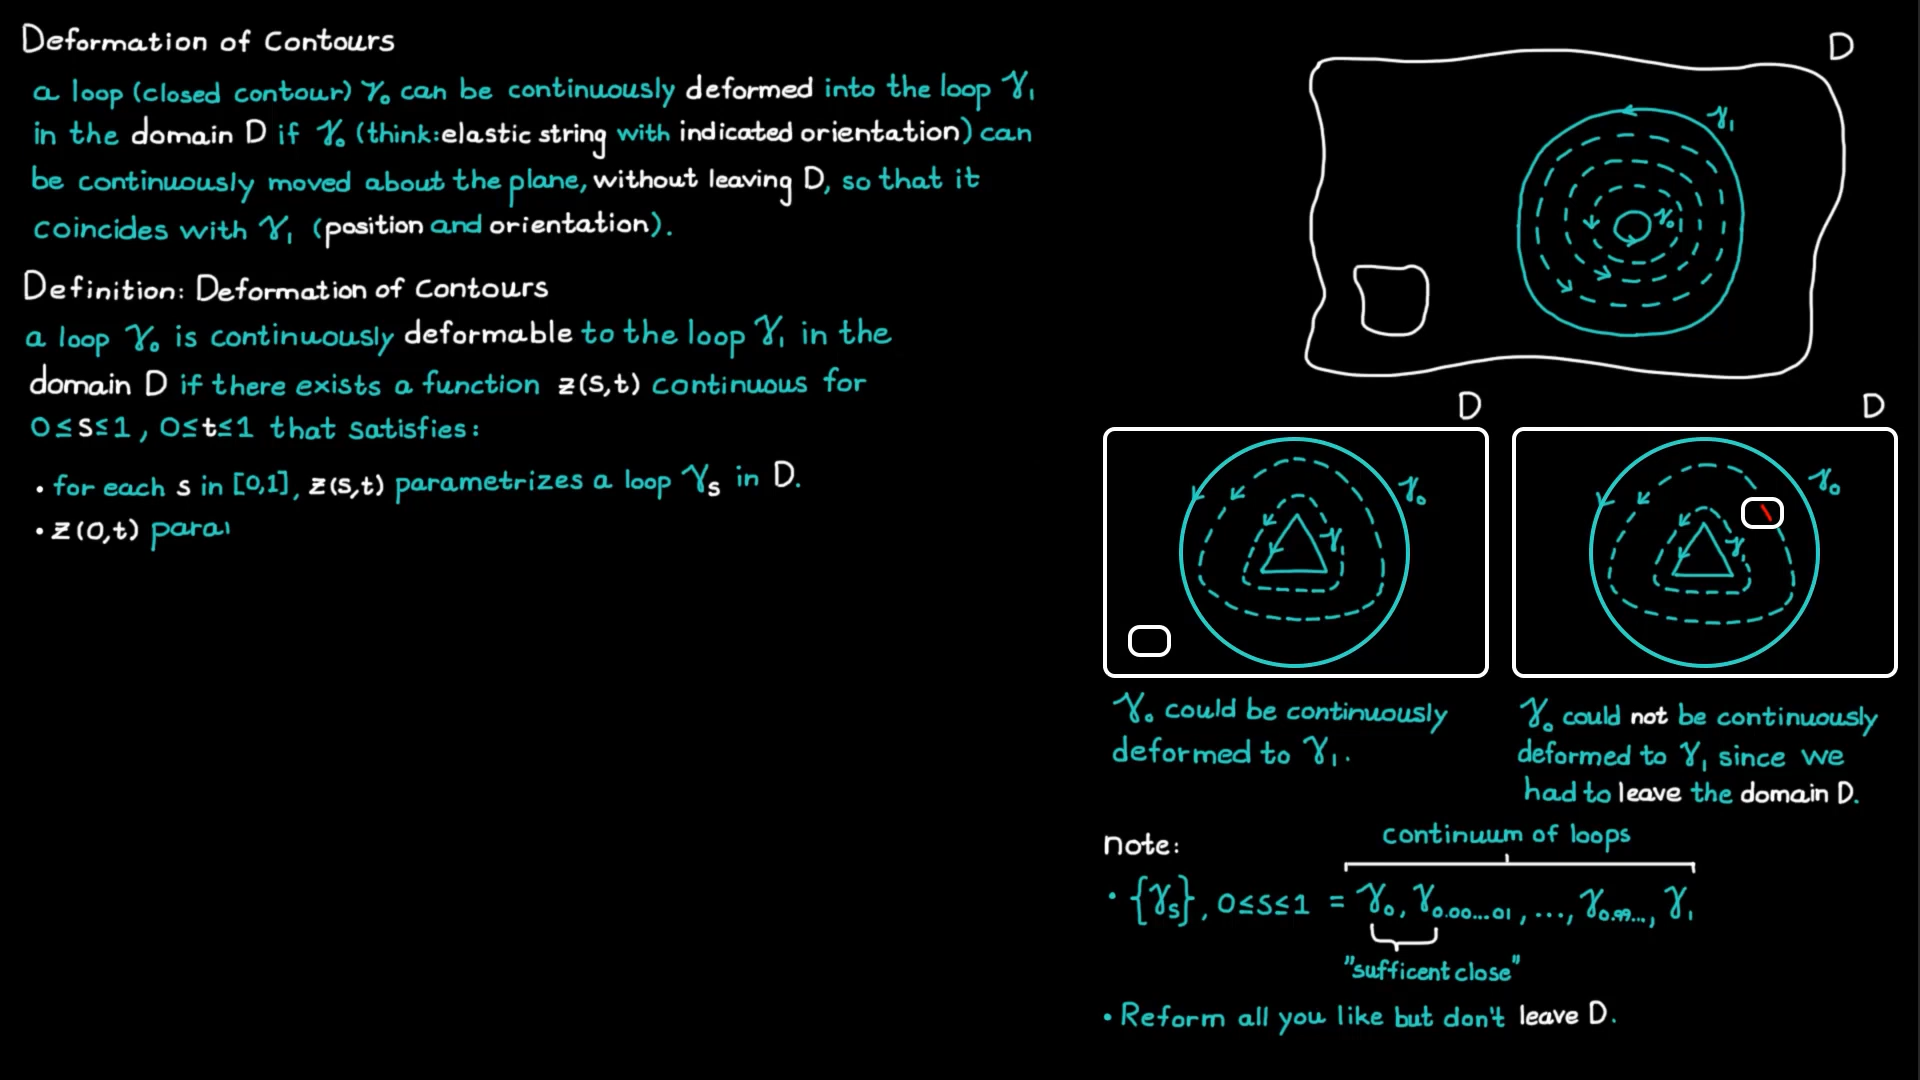 Deformation of Contours
a loop (closed contour) γ₀ can be continuously deformed into the loop γ₁
in the domain D if γ₀ (think: elastic string with indicated orientation) can
be continuously moved about the plane, without leaving D, so that it
coincides with γ₁ (position and orientation).
Definition: Deformation of Contours
a loop γ₀ is continuously deformable to the loop γ₁ in the
domain D if there exists a function z(s,t) continuous for
0≤s≤1, 0≤t≤1 that satisfies:
• for each s in [0,1], z(s,t) parametrizes a loop γₛ in D.
• z(0,t) para
D
γ₁
γ₀
D
γ₀
γ₁
D
γ₀
γ₁
γ₀ could be continuously
deformed to γ₁.
γ₀ could not be continuously
deformed to γ₁ since we
had to leave the domain D.
note:
continuum of loops
• {γₛ}, 0≤s≤1 = γ₀, γ₀.₀₀...₀₁, ..., γ₀.₉₉..., γ₁
"sufficent close"
• Reform all you like but don't leave D.